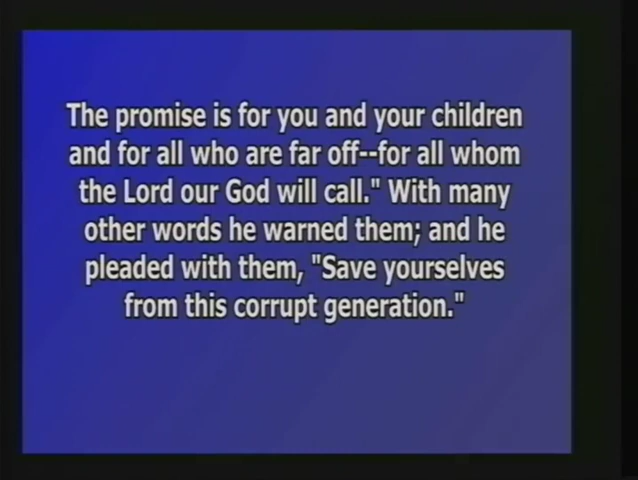 The promise is for you and your children
and for all who are far off--for all whom
the Lord our God will call." With many
other words he warned them; and he
pleaded with them, "Save yourselves
from this corrupt generation."